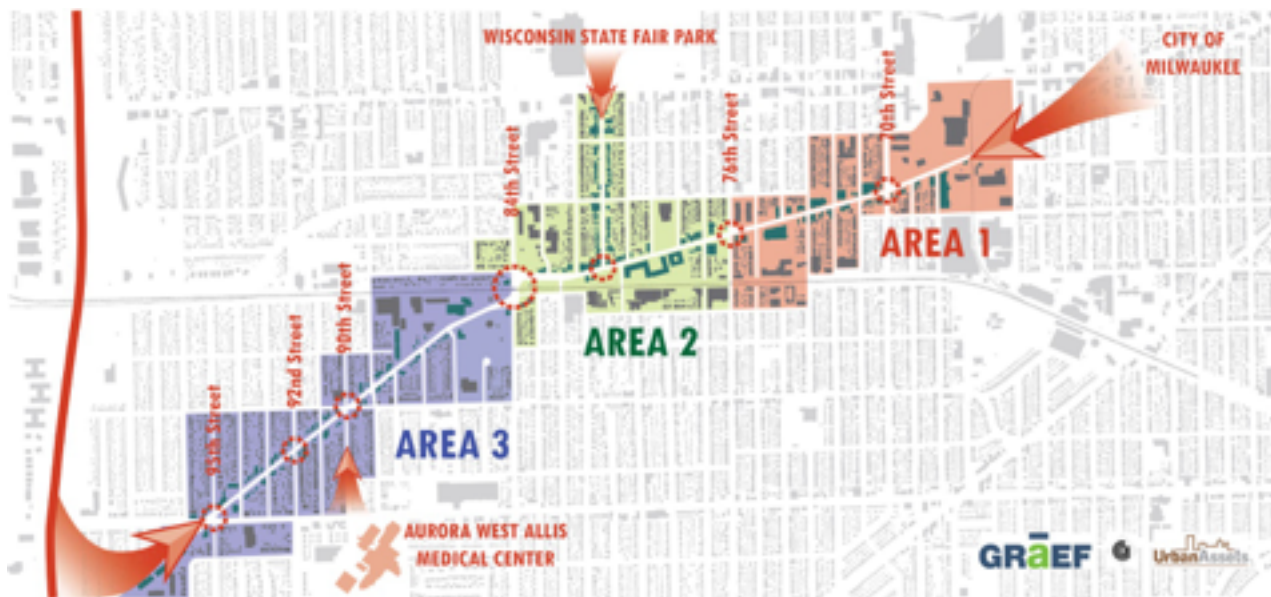 WISCONSIN STATE FAIR PARK
CITY OF
MILWAUKEE
70th Street
76th Street
84th Street
AREA 1
AREA 2
90th Street
92nd Street
95th Street
AREA 3
AURORA WEST ALLIS
MEDICAL CENTER
GRaEF
UrbanAssets